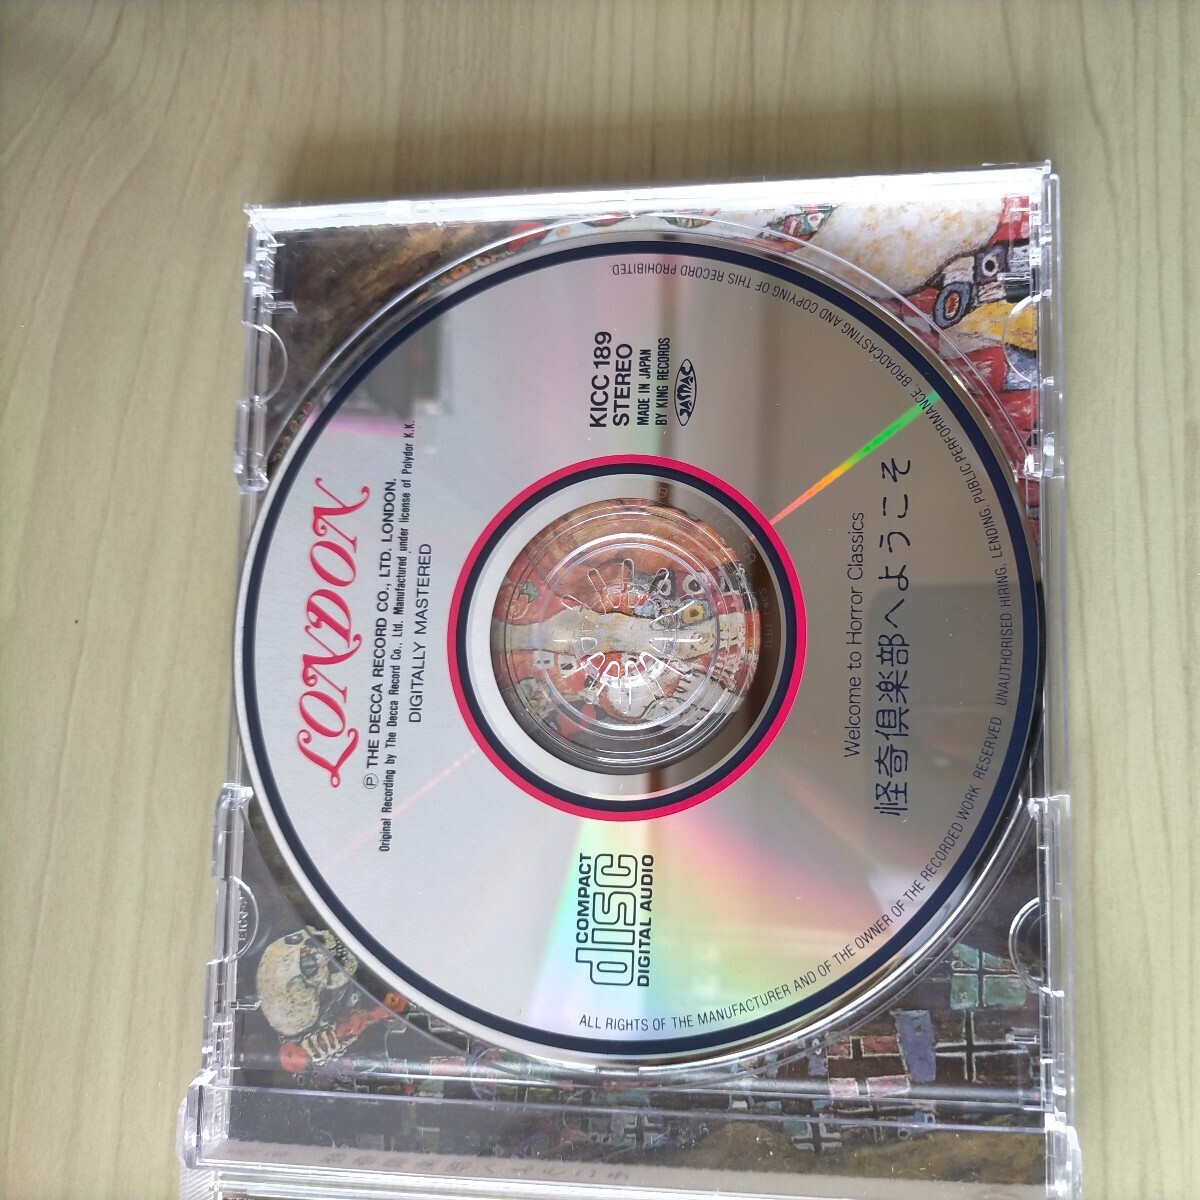 LONDON
Ⓟ THE DECCA RECORD CO., LTD. LONDON.
Original Recording by The Decca Record Co., Ltd. Manufactured under license of Polydor K.K.
DIGITALLY MASTERED
COMPACT
disc
DIGITAL AUDIO
KICC 189
STEREO
MADE IN JAPAN
BY KING RECORDS
JASRAC
Welcome to Horror Classics
怪奇倶楽部へようこそ
ALL RIGHTS OF THE MANUFACTURER AND OF THE OWNER OF THE RECORDED WORK RESERVED UNAUTHORISED HIRING, LENDING, PUBLIC PERFORMANCE, BROADCASTING AND COPYING OF THIS RECORD PROHIBITED.